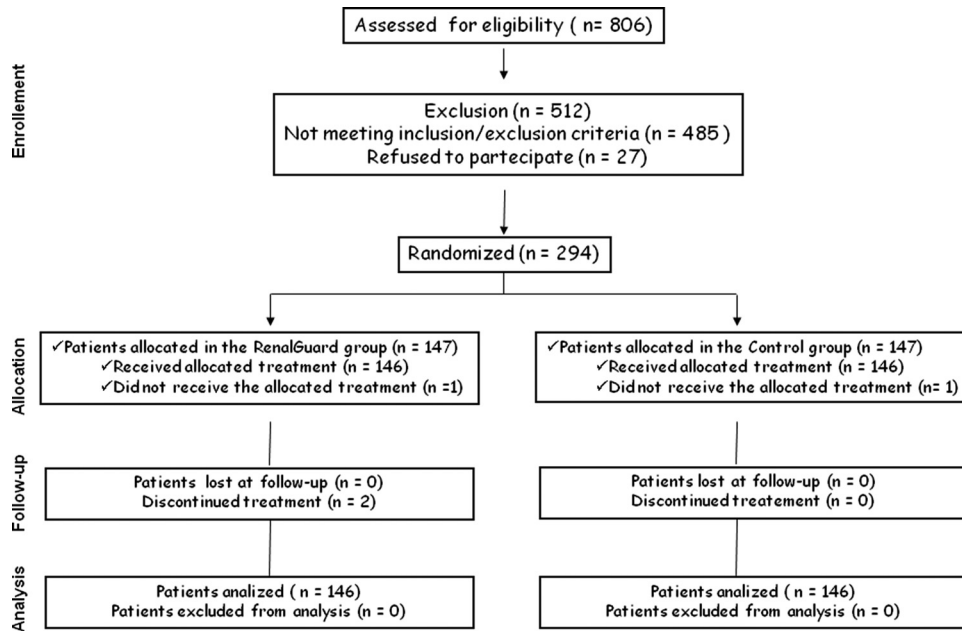 Assessed for eligibility ( n= 806)
Enrollement
Exclusion (n = 512)
Not meeting inclusion/exclusion criteria (n = 485 )
Refused to partecipate (n = 27)
Randomized (n = 294)
Allocation
✓Patients allocated in the RenalGuard group (n = 147)
✓Received allocated treatment (n = 146)
✓Did not receive the allocated treatment (n =1)
✓Patients allocated in the Control group (n = 147)
✓Received allocated treatment (n = 146)
✓Did not receive the allocated treatment (n = 1)
Follow-up
Patients lost at follow-up (n = 0)
Discontinued treatment (n = 2)
Patients lost at follow-up (n = 0)
Discontinued treatement (n = 0)
Analysis
Patients analized ( n = 146)
Patients excluded from analysis (n = 0)
Patients analized ( n = 146)
Patients excluded from analysis (n = 0)